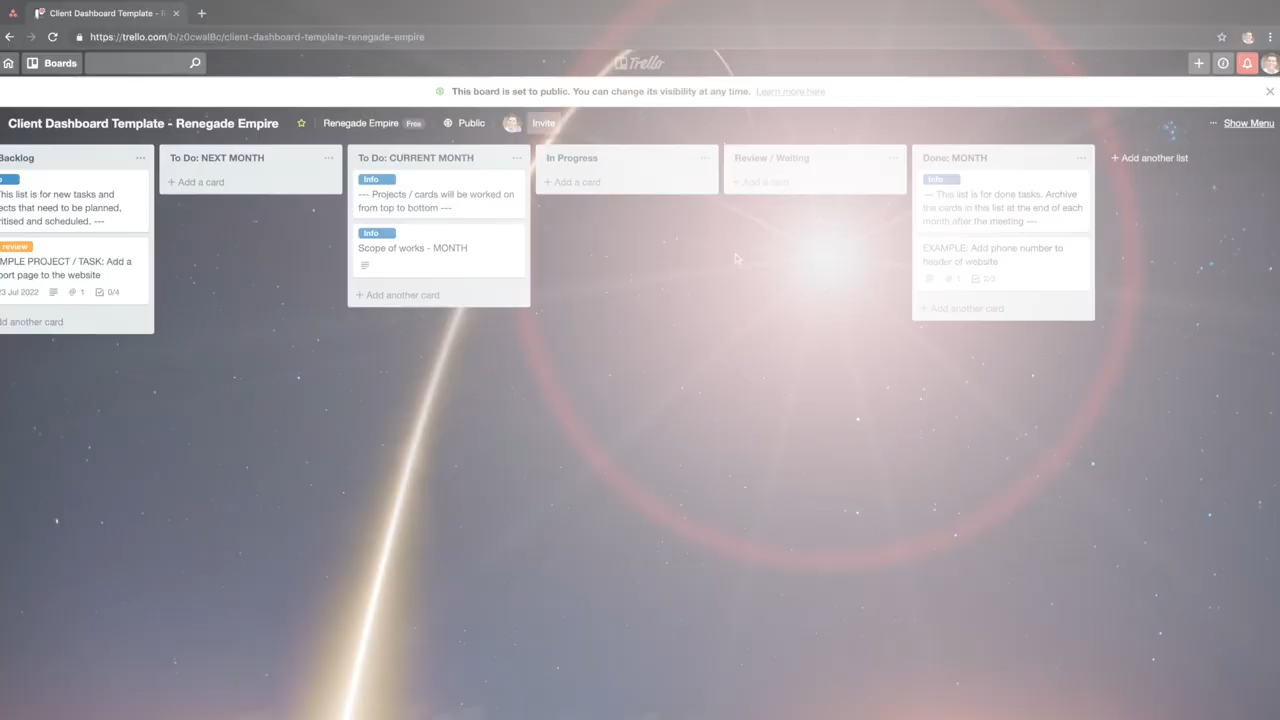 Client Dashboard Template - R
https://trello.com/b/z0cwalBc/client-dashboard-template-renegade-empire
Boards
Trello
This board is set to public. You can change its visibility at any time. Learn more here
Client Dashboard Template - Renegade Empire
Renegade Empire Free
Public
Invite
Show Menu
Backlog
This list is for new tasks and
ects that need to be planned,
ritised and scheduled. ---
review
MPLE PROJECT / TASK: Add a
port page to the website
23 Jul 2022
1
0/4
dd another card
To Do: NEXT MONTH
+ Add a card
To Do: CURRENT MONTH
Info
--- Projects / cards will be worked on
from top to bottom ---
Info
Scope of works - MONTH
+ Add another card
In Progress
+ Add a card
Review / Waiting
+ Add a card
Done: MONTH
Info
--- This list is for done tasks. Archive
the cards in this list at the end of each
month after the meeting ---
EXAMPLE: Add phone number to
header of website
1
2/3
+ Add another card
+ Add another list